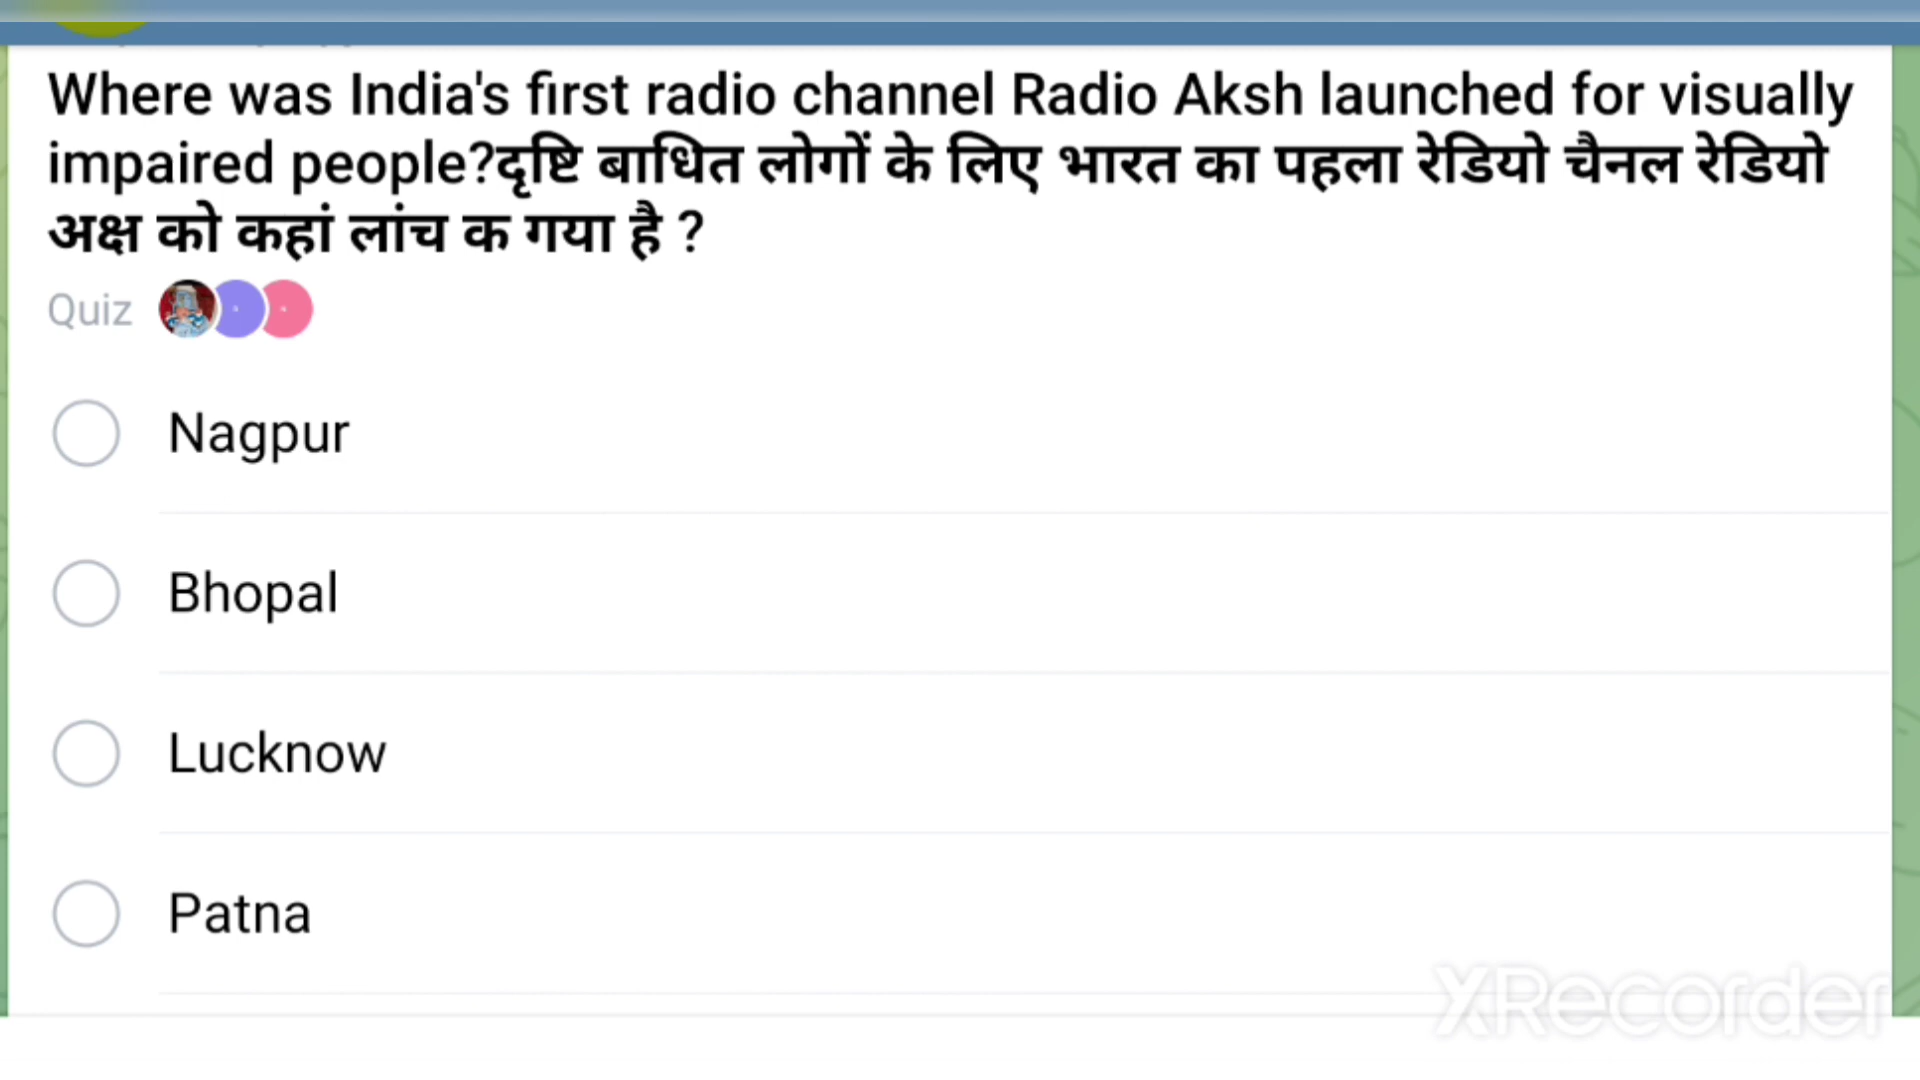 Where was India's first radio channel Radio Aksh launched for visually
impaired people?दृष्टि बाधित लोगों के लिए भारत का पहला रेडियो चैनल रेडियो
अक्ष को कहां लांच क गया है ?
Quiz
Nagpur
Bhopal
Lucknow
Patna
XRecorder